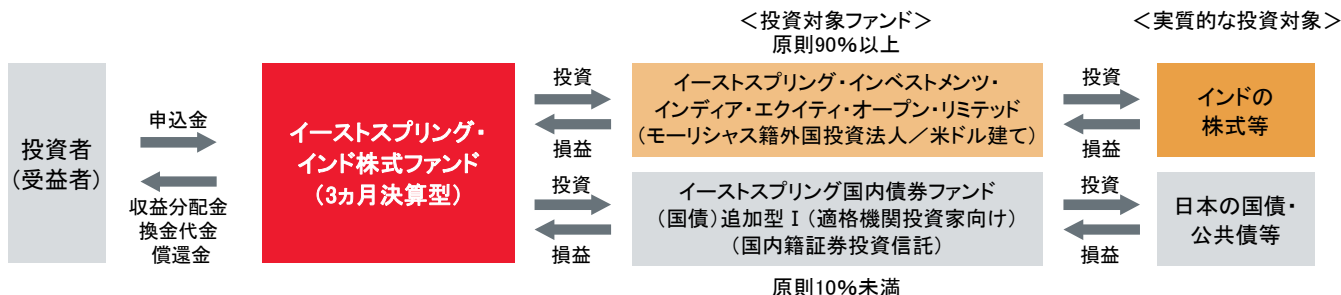 ＜投資対象ファンド＞
原則90%以上
＜実質的な投資対象＞
投資者
（受益者）
申込金
収益分配金
換金代金
償還金
イーストスプリング・
インド株式ファンド
（3ヵ月決算型）
投資
損益
イーストスプリング・インベストメンツ・
インディア・エクイティ・オープン・リミテッド
（モーリシャス籍外国投資法人／米ドル建て）
投資
損益
インドの
株式等
投資
損益
イーストスプリング国内債券ファンド
（国債）追加型Ⅰ（適格機関投資家向け）
（国内籍証券投資信託）
投資
損益
日本の国債・
公共債等
原則10%未満